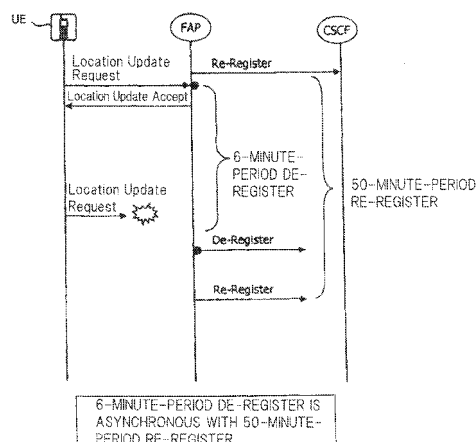 UE
FAP
CSCF
Location Update
Request
Re-Register
Location Update Accept
6-MINUTE-
PERIOD DE-
REGISTER
50-MINUTE-PERIOD
RE-REGISTER
Location Update
Request
De-Register
Re-Register
6-MINUTE-PERIOD DE-REGISTER IS
ASYNCHRONOUS WITH 50-MINUTE-
PERIOD RE-REGISTER